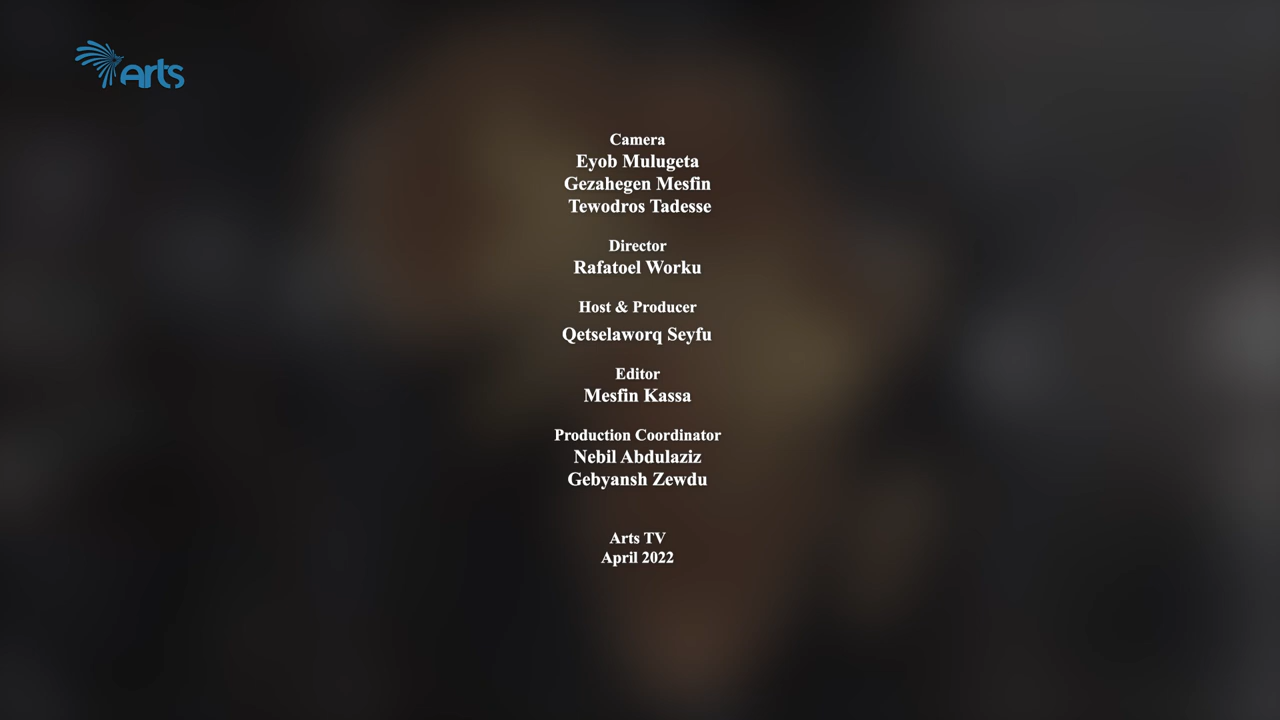 Arts
Camera
Eyob Mulugeta
Gezahegen Mesfin
Tewodros Tadesse
Director
Rafatoel Worku
Host & Producer
Qetselaworq Seyfu
Editor
Mesfin Kassa
Production Coordinator
Nebil Abdulaziz
Gebyansh Zewdu
Arts TV
April 2022